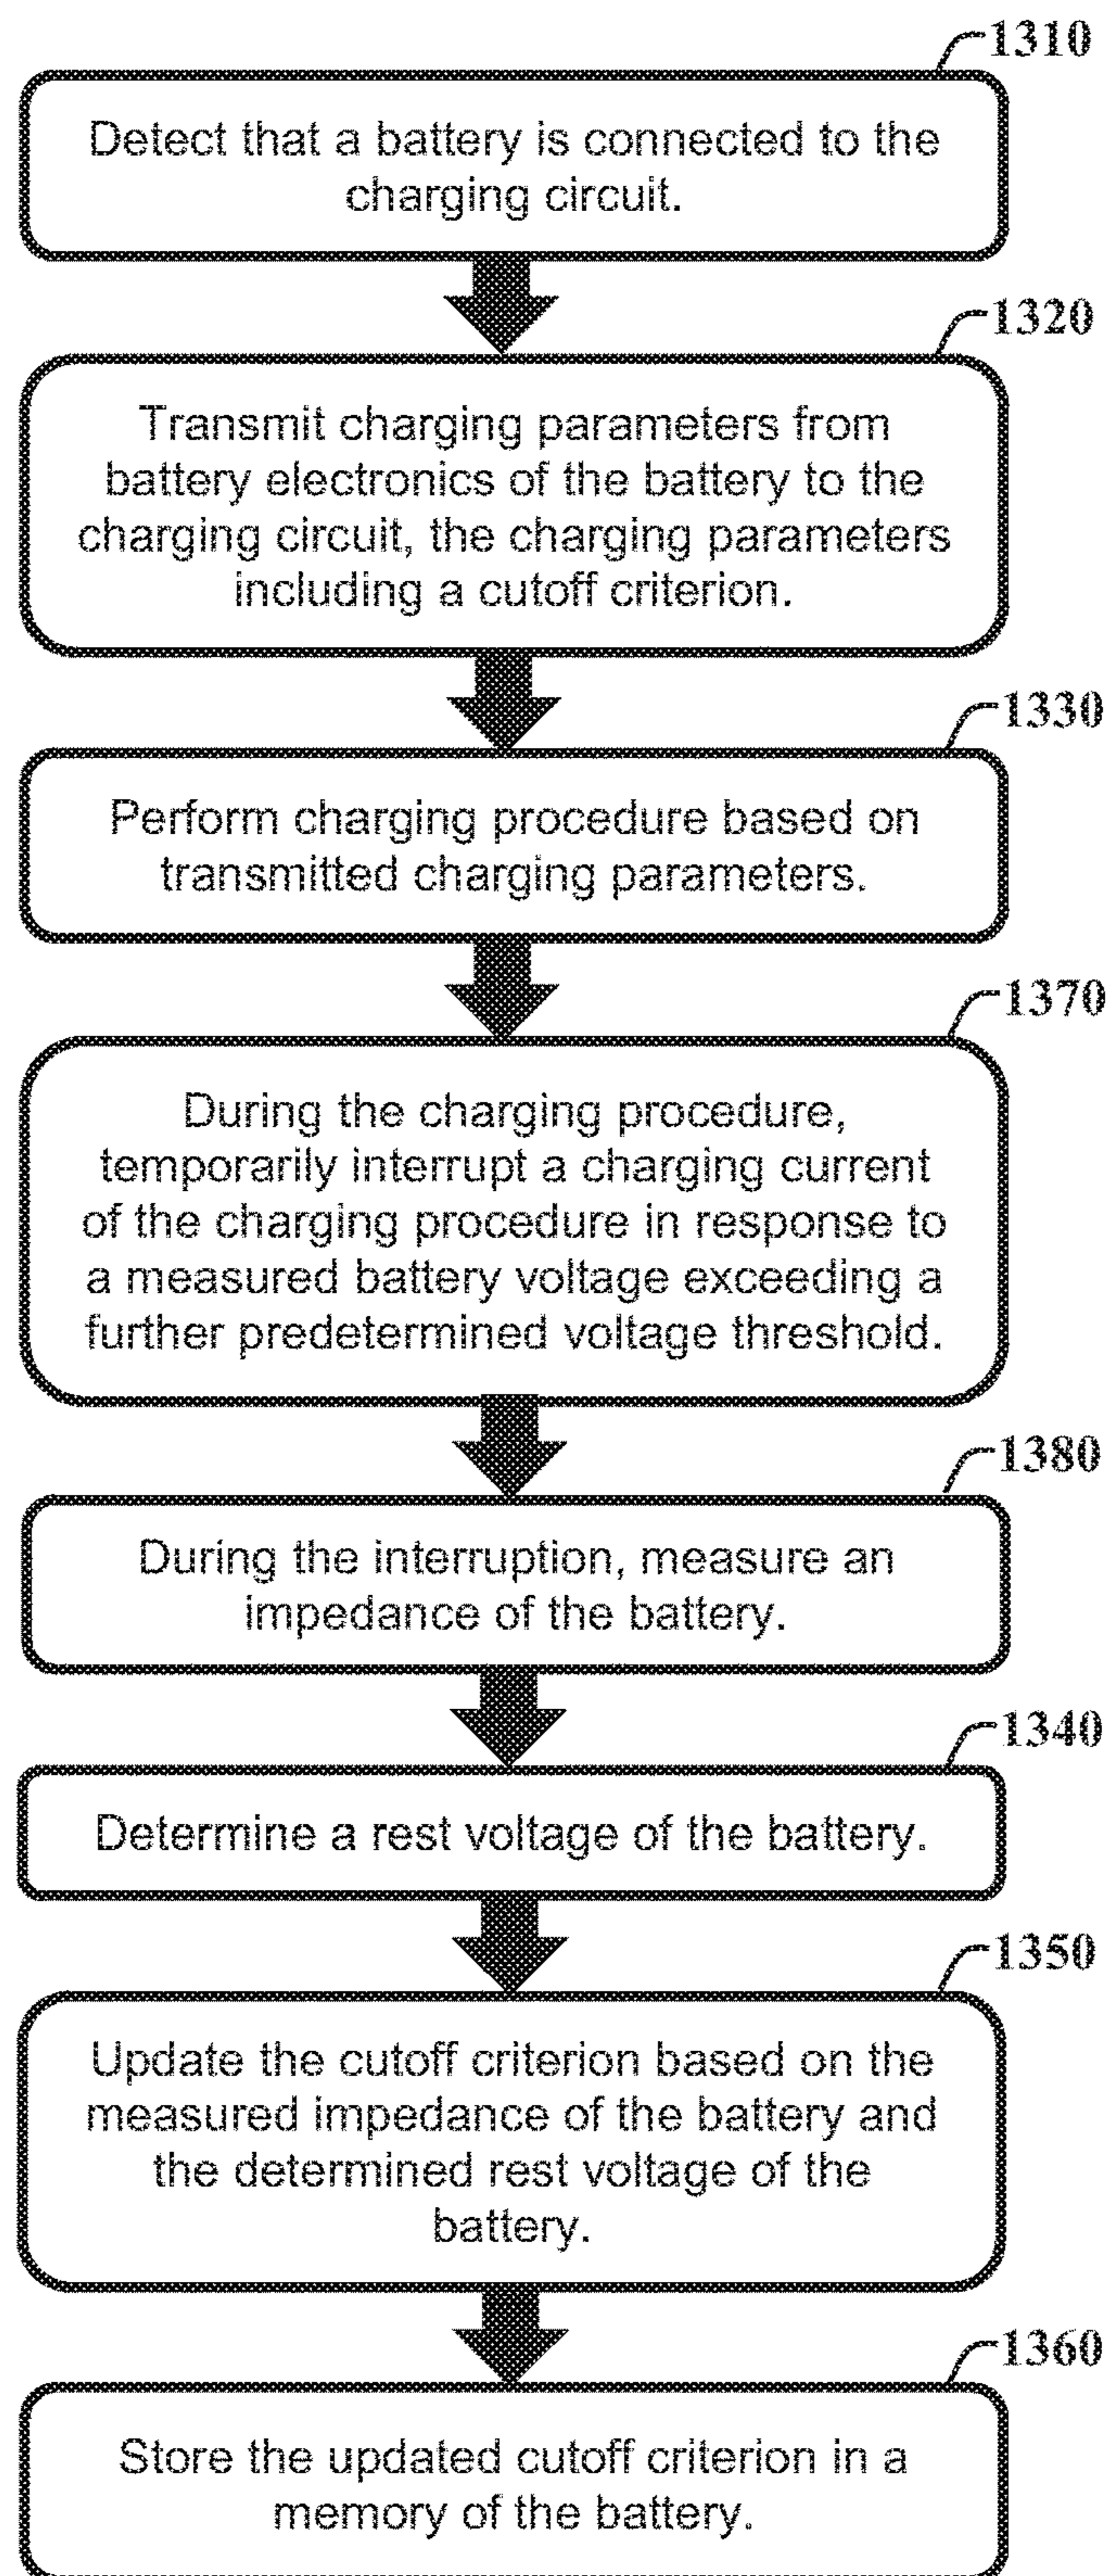 1310
Detect that a battery is connected to the
charging circuit.
1320
Transmit charging parameters from
battery electronics of the battery to the
charging circuit, the charging parameters
including a cutoff criterion.
1330
Perform charging procedure based on
transmitted charging parameters.
1370
During the charging procedure,
temporarily interrupt a charging current
of the charging procedure in response to
a measured battery voltage exceeding a
further predetermined voltage threshold.
1380
During the interruption, measure an
impedance of the battery.
1340
Determine a rest voltage of the battery.
1350
Update the cutoff criterion based on the
measured impedance of the battery and
the determined rest voltage of the
battery.
1360
Store the updated cutoff criterion in a
memory of the battery.